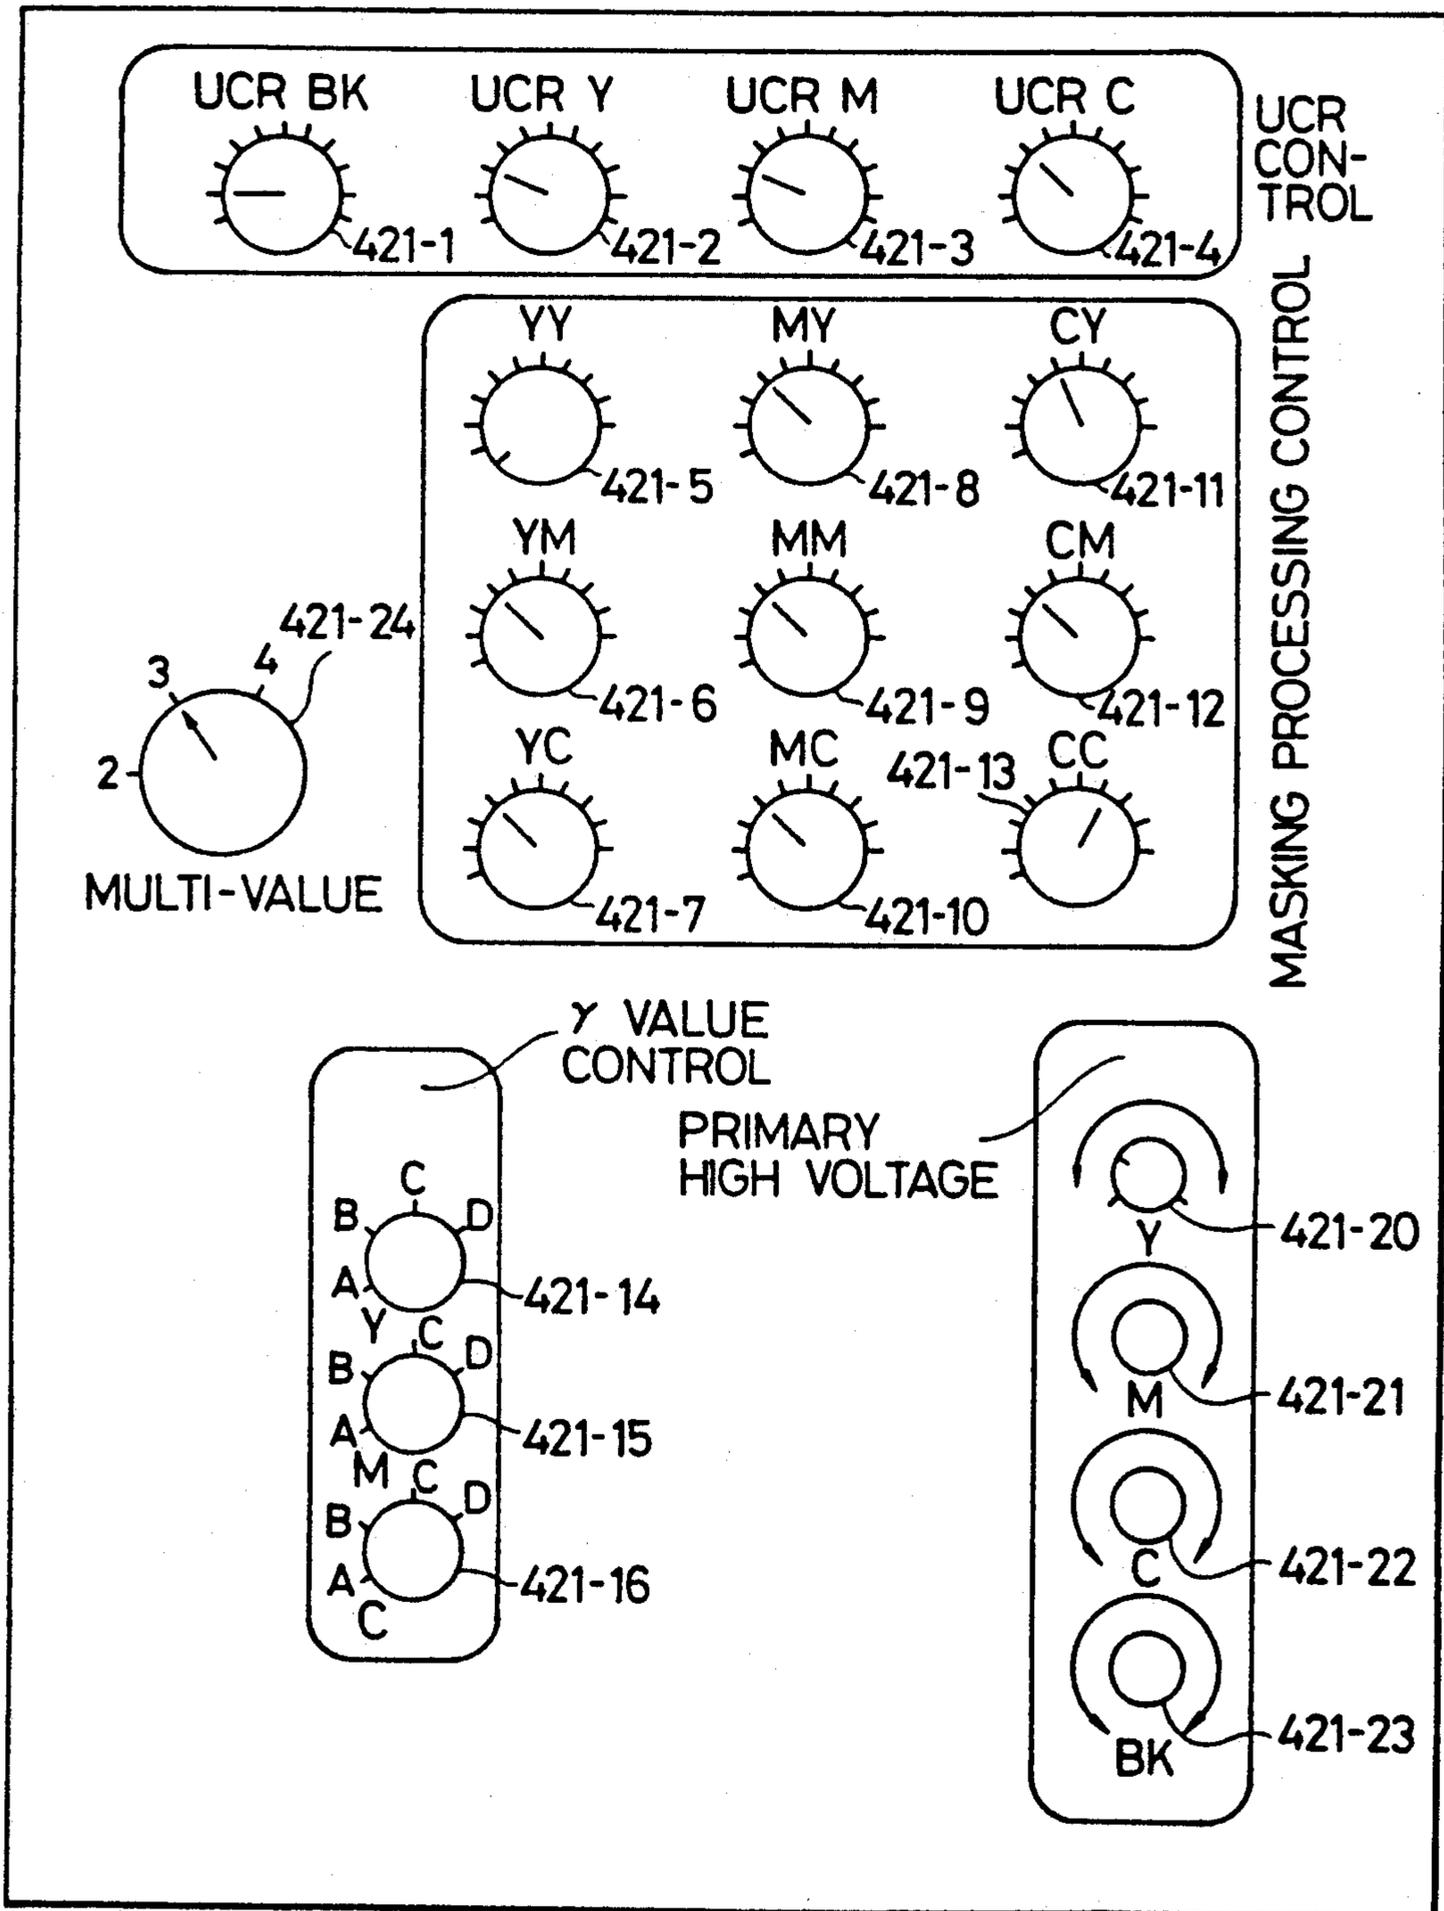 UCR BK
UCR Y
UCR M
UCR C
UCR
CON-
TROL
421-1
421-2
421-3
421-4
MASKING PROCESSING CONTROL
YY
MY
CY
421-5
421-8
421-11
YM
MM
CM
421-6
421-9
421-12
YC
MC
421-13
CC
421-7
421-10
421-24
3
4
2
MULTI-VALUE
γ VALUE
CONTROL
C
B
D
A
421-14
Y
C
B
D
A
421-15
M
C
B
D
A
421-16
C
PRIMARY
HIGH VOLTAGE
421-20
Y
421-21
M
421-22
C
421-23
BK